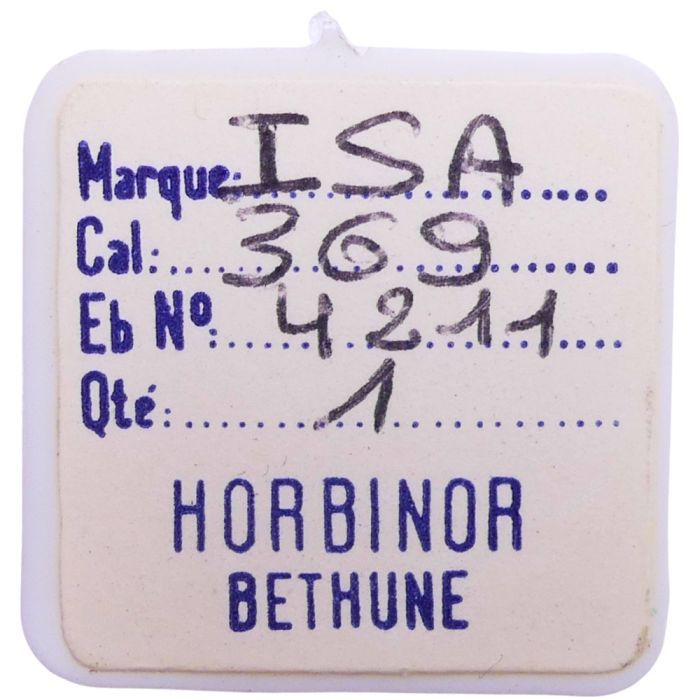 Marque: ISA
Cal: 369
Eb Nº: 4211
Qté: 1
HORBINOR
BETHUNE